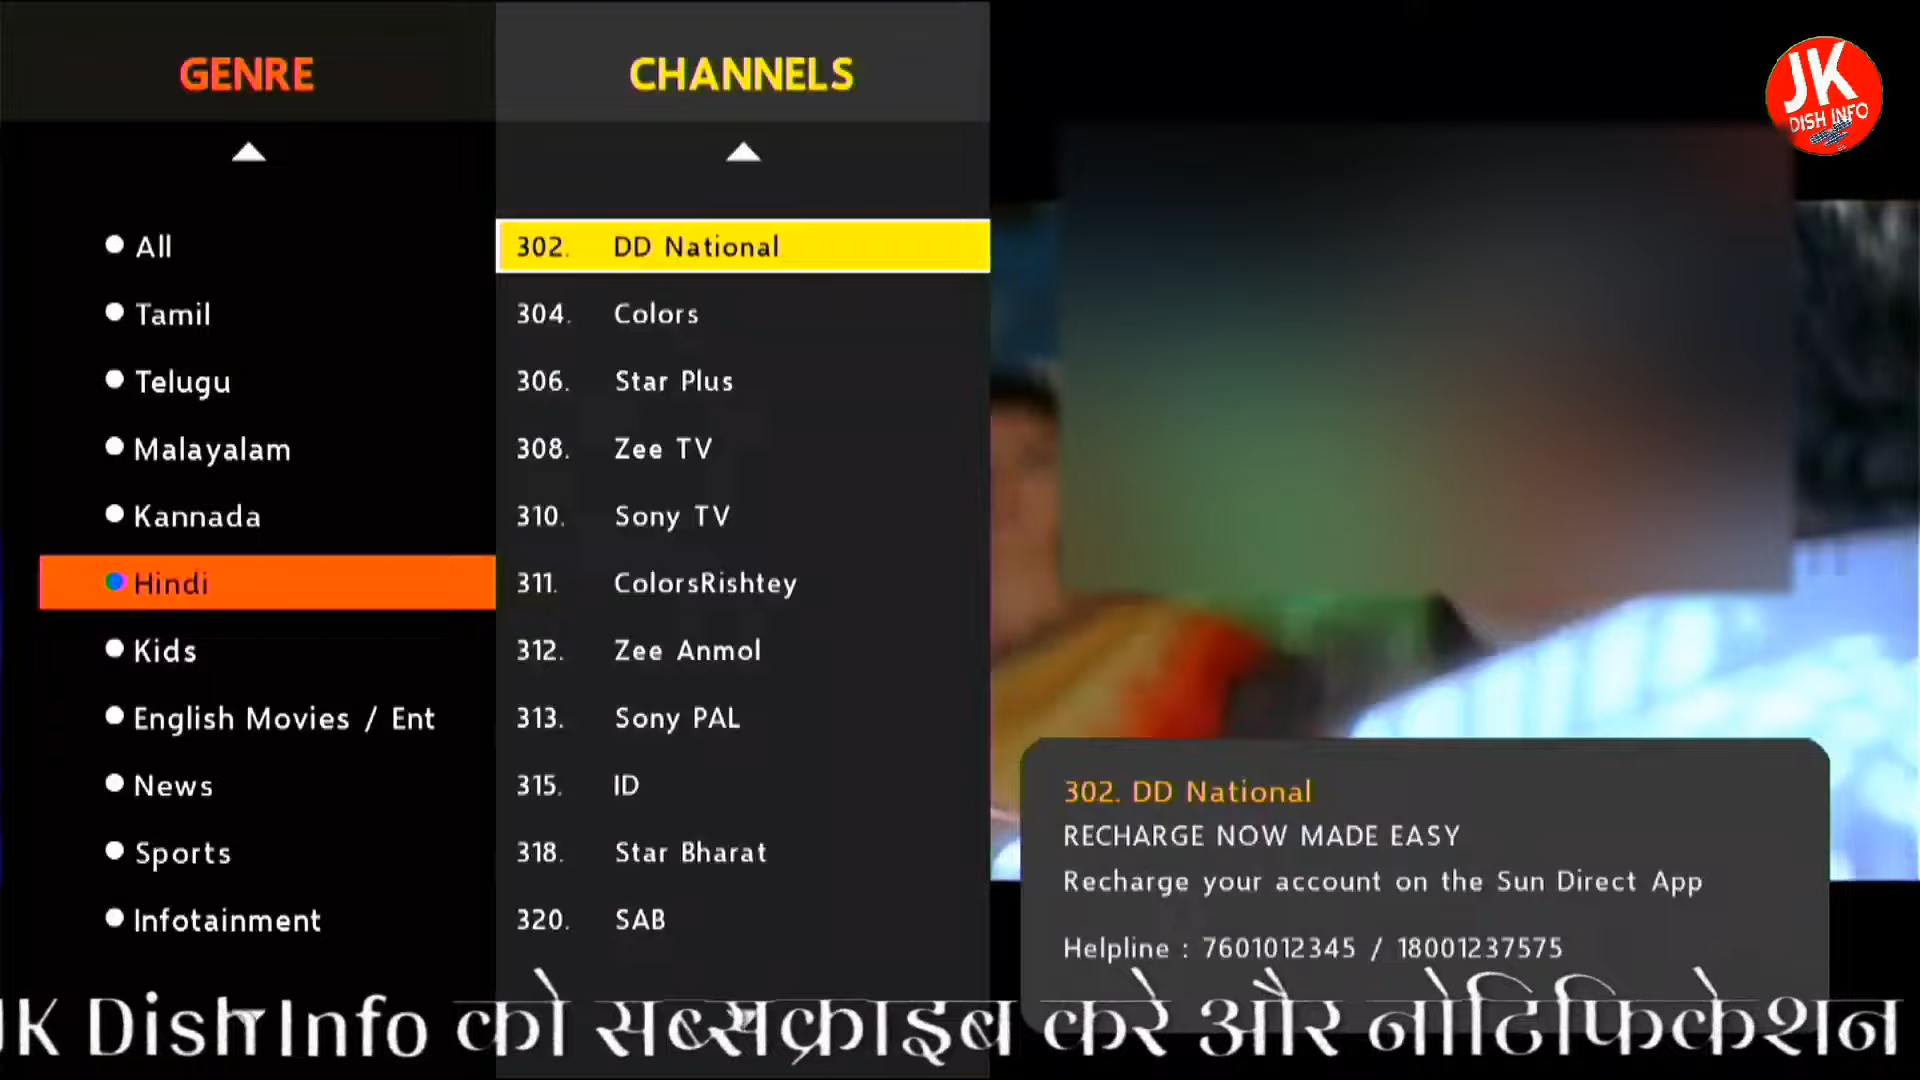 GENRE
All
Tamil
Telugu
Malayalam
Kannada
Hindi
Kids
English Movies / Ent
News
Sports
Infotainment
CHANNELS
302. DD National
304. Colors
306. Star Plus
308. Zee TV
310. Sony TV
311. ColorsRishtey
312. Zee Anmol
313. Sony PAL
315. ID
318. Star Bharat
320. SAB
JK
DISH INFO
302. DD National
RECHARGE NOW MADE EASY
Recharge your account on the Sun Direct App
Helpline : 7601012345 / 18001237575
JK Dish Info को सब्सक्राइब करे और नोटिफिकेशन